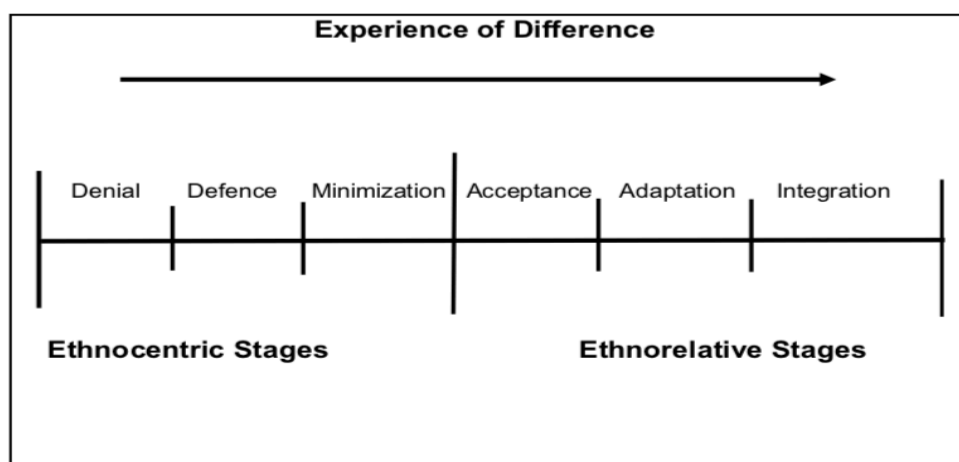 Experience of Difference
Denial Defence Minimization Acceptance Adaptation Integration
Ethnocentric Stages Ethnorelative Stages